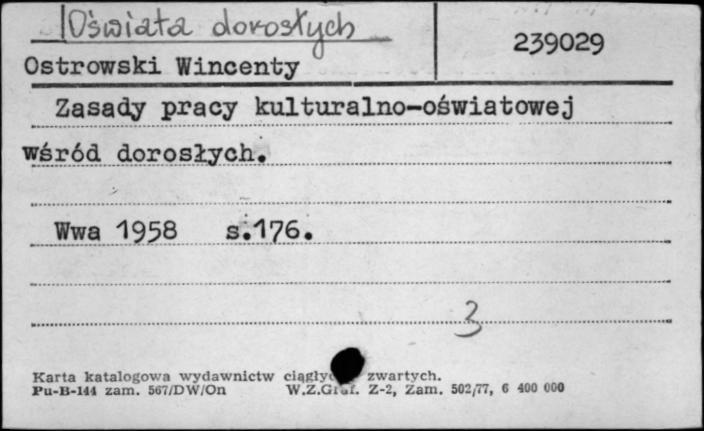 Oświata dorosłych
239029
Ostrowski Wincenty
Zasady pracy kulturalno-oświatowej
wśród dorosłych.
Wwa 1958 s.176.
3
Karta katalogowa wydawnictw zwartych.
Pu-B-144 zam. 567/DW/On W.Z.Graf. Z-2, Zam. 502/77, 6 400 000